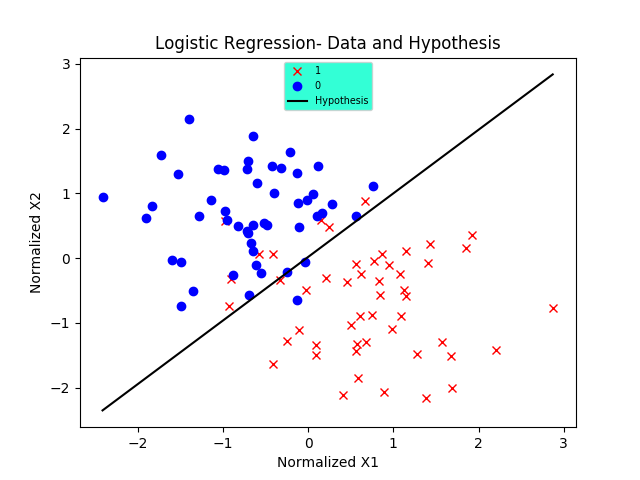 Logistic Regression- Data and Hypothesis
1
0
Hypothesis
3
2
1
0
−1
−2
Normalized X2
−2 −1 0 1 2 3
Normalized X1